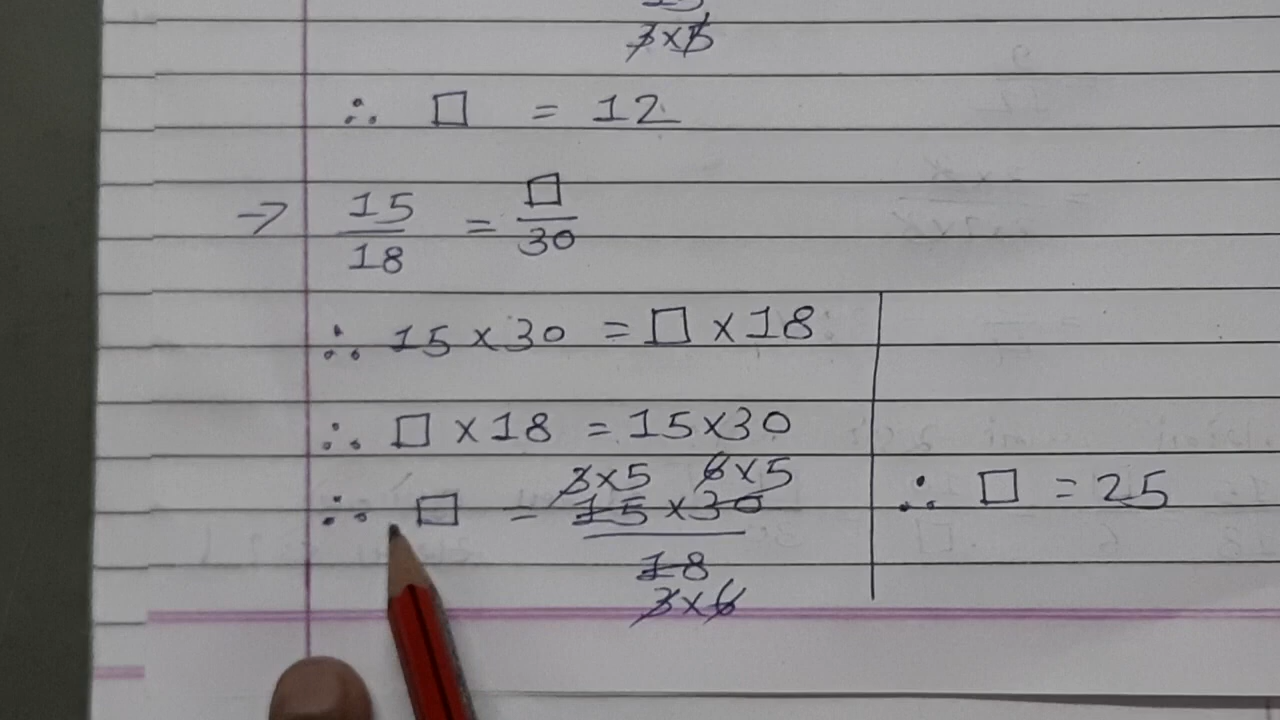 3×5
∴ □ = 12
→ 15/18 = □/30
∴ 15 × 30 = □ × 18
∴ □ × 18 = 15 × 30
3×5 6×5
∴ □ = 15 × 30
18
3×6
∴ □ = 25